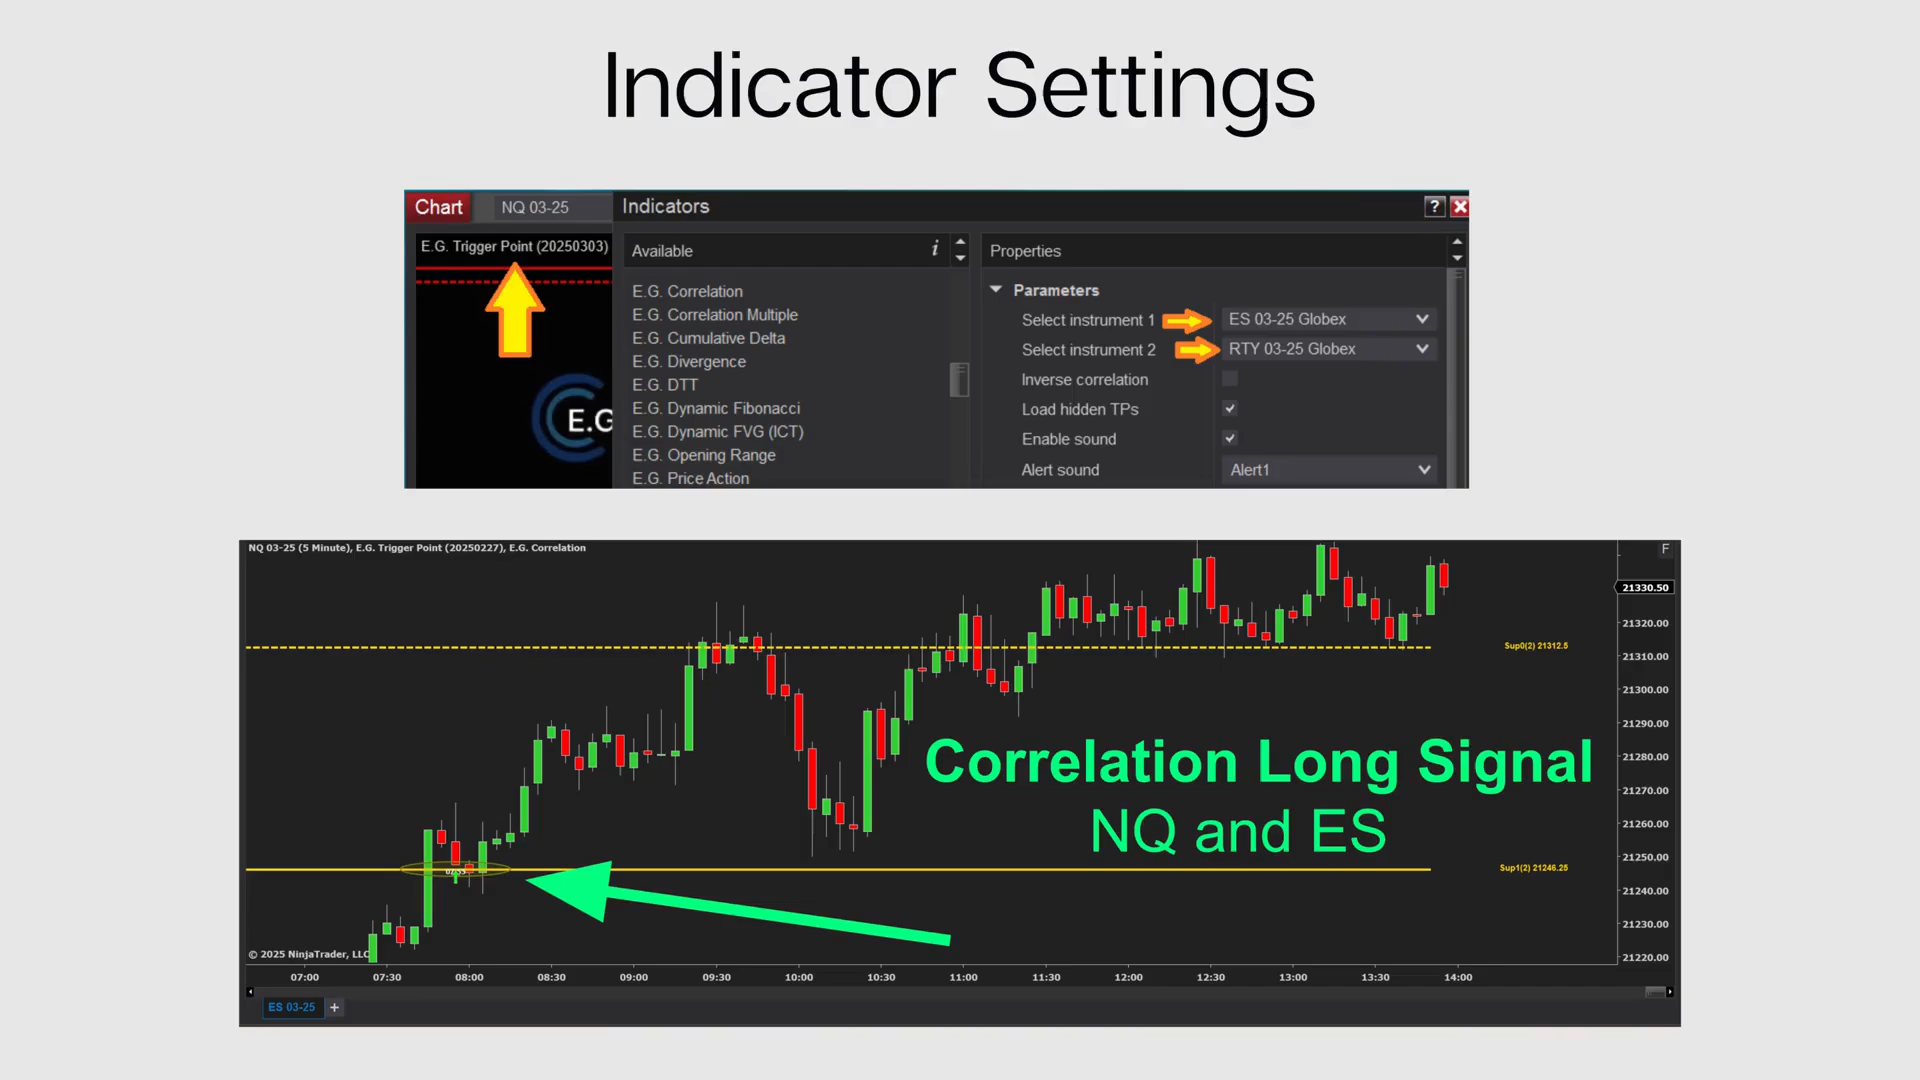 Indicator Settings
Chart
NQ 03-25
Indicators
?
E.G. Trigger Point (20250303)
Available
i
Properties
E.G. Correlation
E.G. Correlation Multiple
E.G. Cumulative Delta
E.G. Divergence
E.G. DTT
E.G. Dynamic Fibonacci
E.G. Dynamic FVG (ICT)
E.G. Opening Range
E.G. Price Action
Parameters
Select instrument 1 ES 03-25 Globex
Select instrument 2 RTY 03-25 Globex
Inverse correlation
Load hidden TPs
Enable sound
Alert sound Alert1
E.G
NQ 03-25 (5 Minute), E.G. Trigger Point (20250227), E.G. Correlation
F
21330.50
21320.00
Sup0(2) 21312.5
21310.00
21300.00
21290.00
21280.00
21270.00
21260.00
21250.00
Sup1(2) 21246.25
21240.00
21230.00
21220.00
Correlation Long Signal
NQ and ES
© 2025 NinjaTrader, LLC
07:00 07:30 08:00 08:30 09:00 09:30 10:00 10:30 11:00 11:30 12:00 12:30 13:00 13:30 14:00
ES 03-25 +